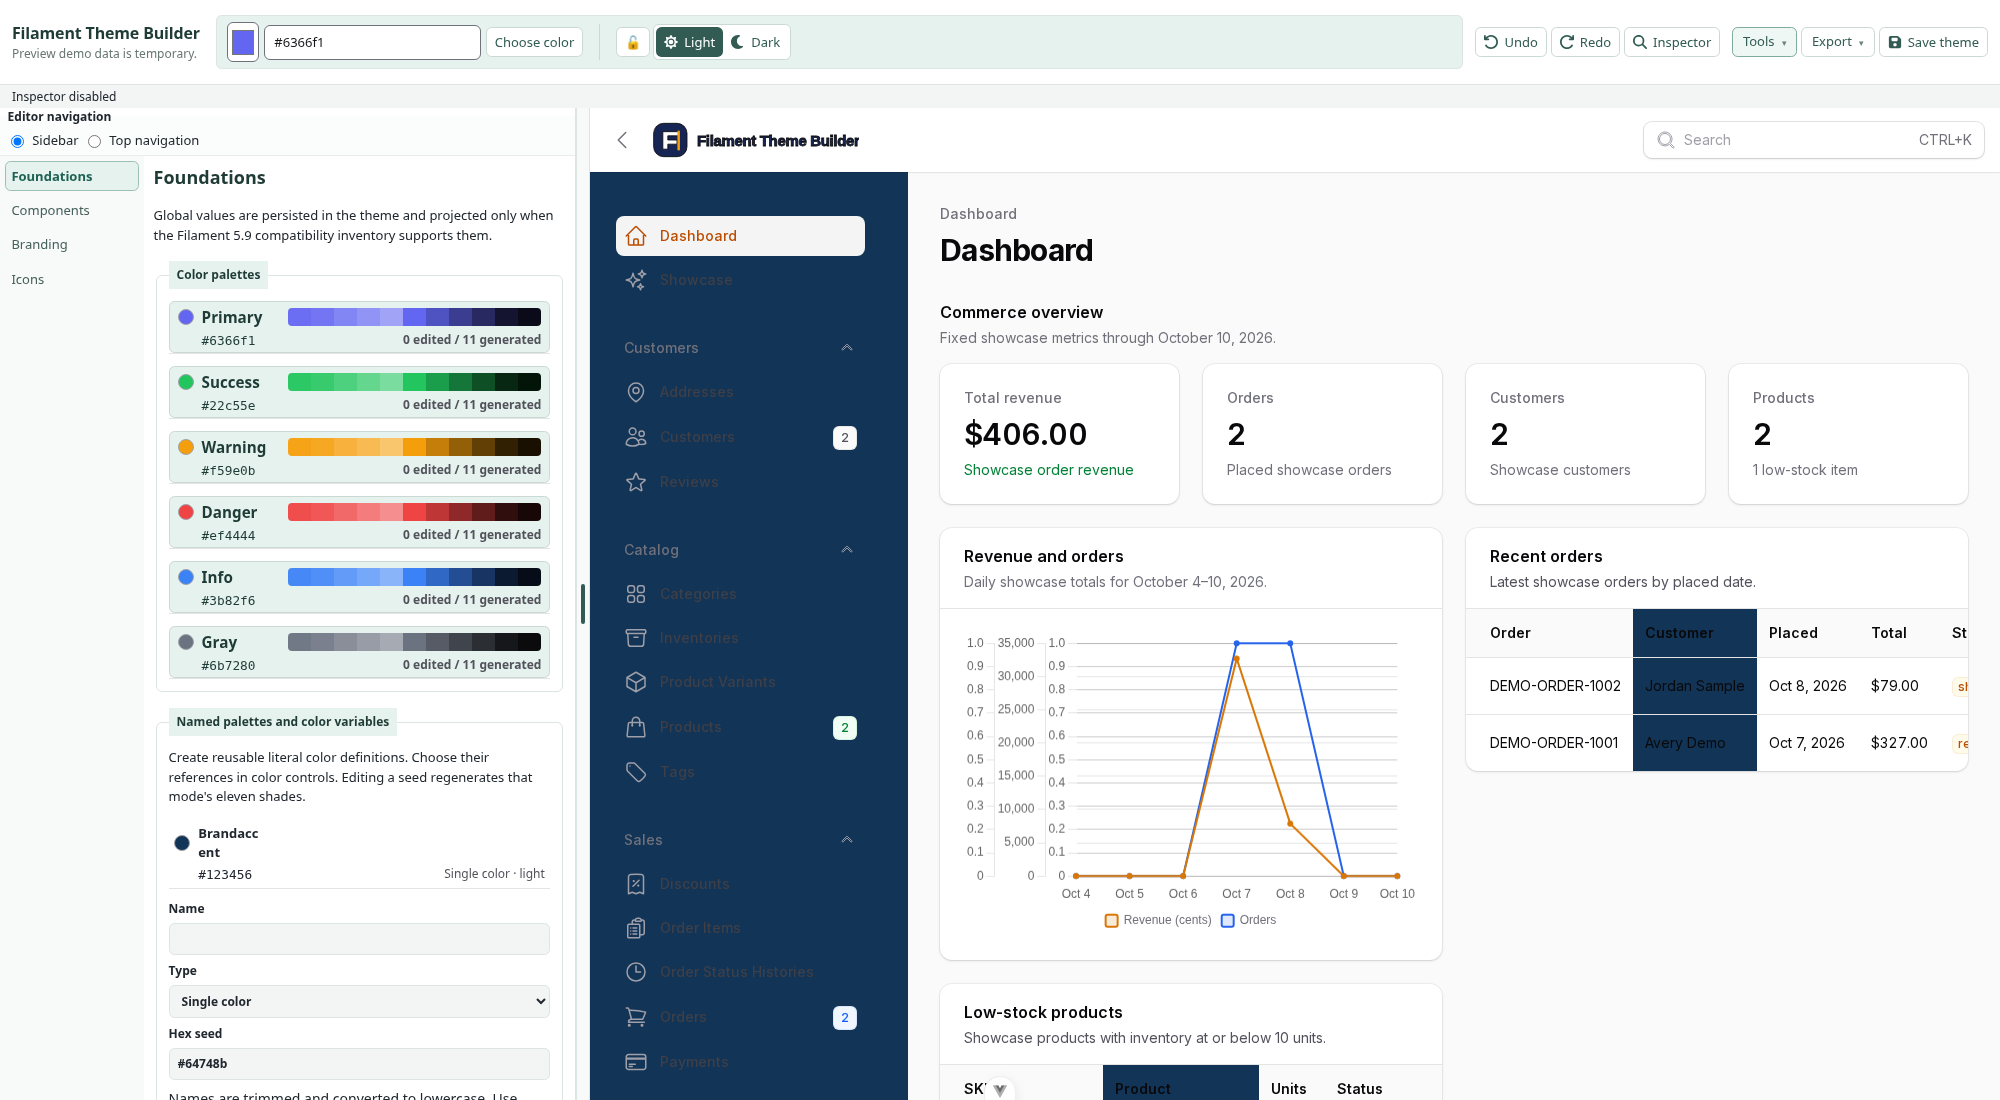 Filament Theme Builder
Preview demo data is temporary.
#6366f1
Choose color
Light
Dark
Undo
Redo
Inspector
Tools
Export
Save theme
Inspector disabled
Editor navigation
Sidebar
Top navigation
Foundations
Components
Branding
Icons
Foundations
Global values are persisted in the theme and projected only when
the Filament 5.9 compatibility inventory supports them.
Color palettes
Primary
#6366f1
0 edited / 11 generated
Success
#22c55e
0 edited / 11 generated
Warning
#f59e0b
0 edited / 11 generated
Danger
#ef4444
0 edited / 11 generated
Info
#3b82f6
0 edited / 11 generated
Gray
#6b7280
0 edited / 11 generated
Named palettes and color variables
Create reusable literal color definitions. Choose their
references in color controls. Editing a seed regenerates that
mode's eleven shades.
Brandacc
ent
#123456
Single color · light
Name
Type
Single color
Hex seed
#64748b
Names are trimmed and converted to lowercase. Use
Filament Theme Builder
Search
CTRL+K
Dashboard
Showcase
Customers
Addresses
Customers
2
Reviews
Catalog
Categories
Inventories
Product Variants
Products
2
Tags
Sales
Discounts
Order Items
Order Status Histories
Orders
2
Payments
Dashboard
Dashboard
Commerce overview
Fixed showcase metrics through October 10, 2026.
Total revenue
$406.00
Showcase order revenue
Orders
2
Placed showcase orders
Customers
2
Showcase customers
Products
2
1 low-stock item
Revenue and orders
Daily showcase totals for October 4–10, 2026.
1.0 35,000 1.0
0.9 0.9
30,000
0.8 0.8
25,000
0.7 0.7
0.6 0.6
20,000
0.5 0.5
15,000
0.4 0.4
0.3 10,000 0.3
0.2 0.2
5,000
0.1 0.1
0 0 0
Oct 4 Oct 5 Oct 6 Oct 7 Oct 8 Oct 9 Oct 10
Revenue (cents) Orders
Recent orders
Latest showcase orders by placed date.
Order Customer Placed Total St
DEMO-ORDER-1002 Jordan Sample Oct 8, 2026 $79.00 sh
DEMO-ORDER-1001 Avery Demo Oct 7, 2026 $327.00 re
Low-stock products
Showcase products with inventory at or below 10 units.
SK Product Units Status